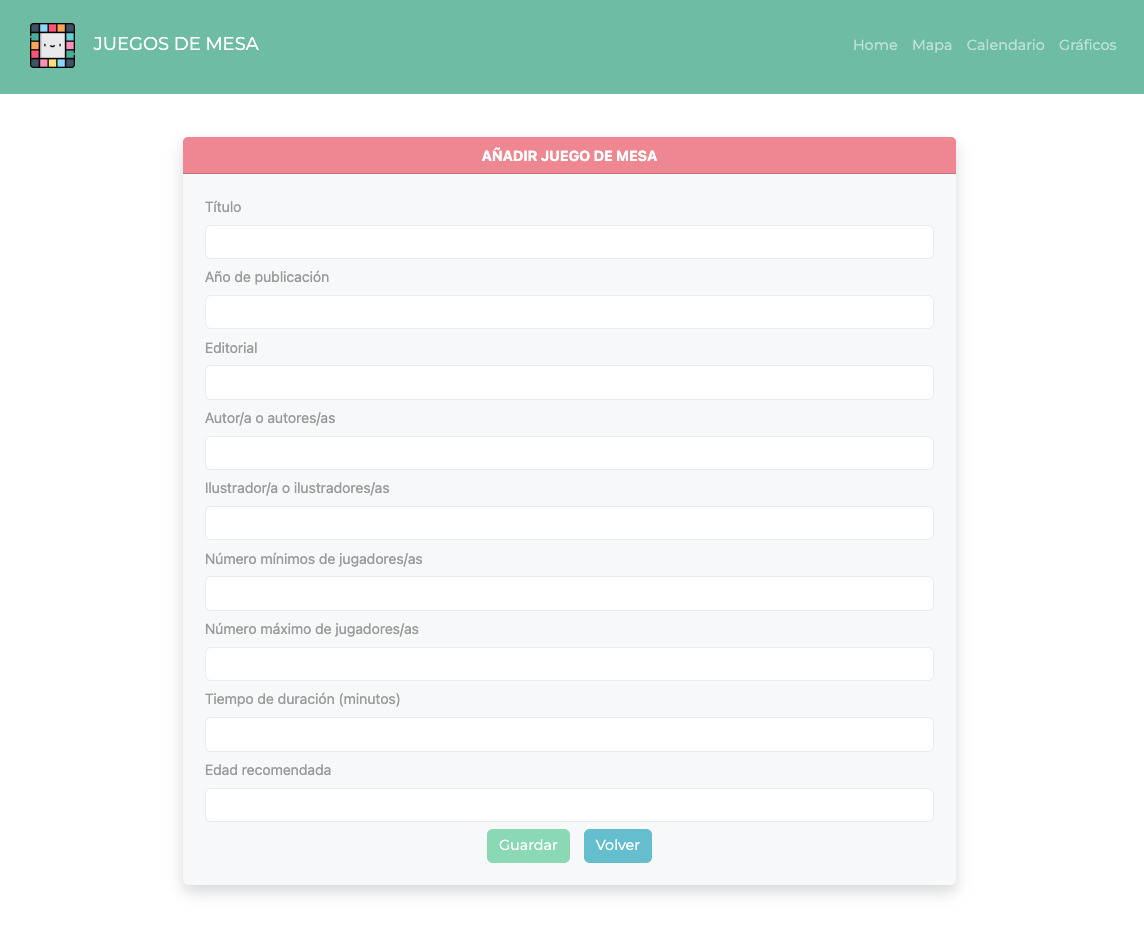 JUEGOS DE MESA
Home Mapa Calendario Gráficos
AÑADIR JUEGO DE MESA
Título
Año de publicación
Editorial
Autor/a o autores/as
Ilustrador/a o ilustradores/as
Número mínimos de jugadores/as
Número máximo de jugadores/as
Tiempo de duración (minutos)
Edad recomendada
Guardar Volver